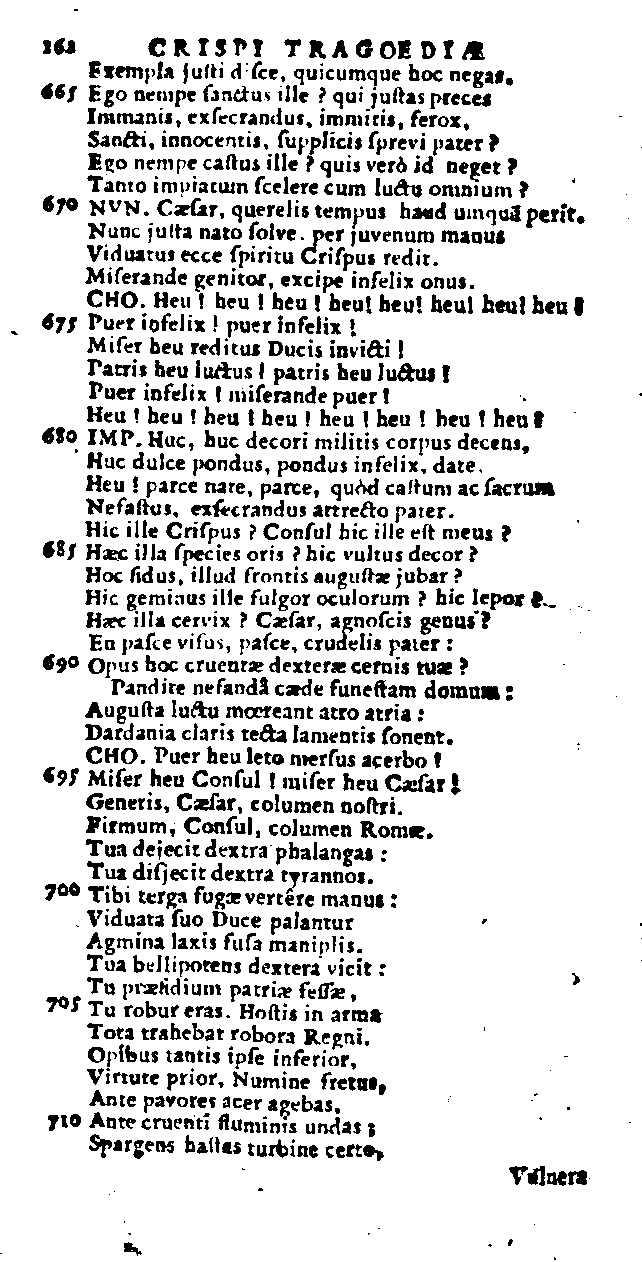 162 CRISPI TRAGOEDIÆ
Exempla juſti diſce, quicumque hoc negas.
665 Ego nempe ſanctus ille ? qui juſtas preces
Immanis, exſecrandus, immitis, ferox,
Sancti, innocentis, ſupplicis ſprevi pater ?
Ego nempe caſtus ille ? quis verò id neget ?
Tanto impiatum ſcelere cum luctu omnium ?
670 NVN. Cæſar, querelis tempus haud umquã perit.
Nunc juſta nato ſolve. per juvenum manus
Viduatus ecce ſpiritu Criſpus redit.
Miſerande genitor, excipe infelix onus.
CHO. Heu ! heu ! heu ! heu! heu! heu! heu! heu !
675 Puer infelix ! puer infelix !
Miſer heu reditus Ducis invicti !
Patris heu luctus ! patris heu luctus !
Puer infelix ! miſerande puer !
Heu ! heu ! heu ! heu ! heu ! heu ! heu ! heu !
680 IMP. Huc, huc decori militis corpus decens,
Huc dulce pondus, pondus infelix, date.
Heu ! parce nate, parce, quòd caſtum ac ſacrum
Nefaſtus, exſecrandus attrecto pater.
Hic ille Criſpus ? Conſul hic ille eſt meus ?
685 Hæc illa ſpecies oris ? hic vultus decor ?
Hoc ſidus, illud frontis auguſtæ jubar ?
Hic geminus ille fulgor oculorum ? hic lepor ?
Hæc illa cervix ? Cæſar, agnoſcis genus ?
En paſce viſus, paſce, crudelis pater :
690 Opus hoc cruentæ dexteræ cernis tuæ ?
Pandite nefandâ cæde funeſtam domum :
Auguſta luctu mœreant atro atria :
Dardania claris tecta lamentis ſonent.
CHO. Puer heu leto merſus acerbo !
695 Miſer heu Conſul ! miſer heu Cæſar !
Generis, Cæſar, columen noſtri.
Firmum, Conſul, columen Romæ.
Tua dejecit dextra phalangas :
Tua disjecit dextra tyrannos.
700 Tibi terga fugæ vertêre manus :
Viduata ſuo Duce palantur
Agmina laxis fuſa maniplis.
Tua bellipotens dextera vicit :
Tu præſidium patriæ feſſæ,
705 Tu robur eras. Hoſtis in arma
Tota trahebat robora Regni.
Opibus tantis ipſe inferior,
Virtute prior, Numine fretus,
Ante pavores acer agebas,
710 Ante cruenti fluminis undas ;
Spargens haſtas turbine certo,
Vulnera